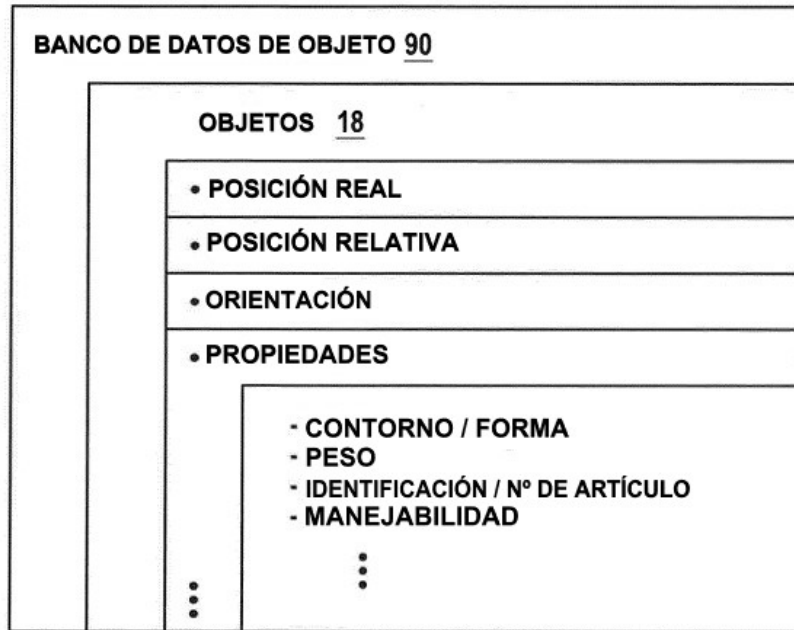 BANCO DE DATOS DE OBJETO 90
OBJETOS 18
• POSICIÓN REAL
• POSICIÓN RELATIVA
• ORIENTACIÓN
• PROPIEDADES
- CONTORNO / FORMA
- PESO
- IDENTIFICACIÓN / Nº DE ARTÍCULO
- MANEJABILIDAD